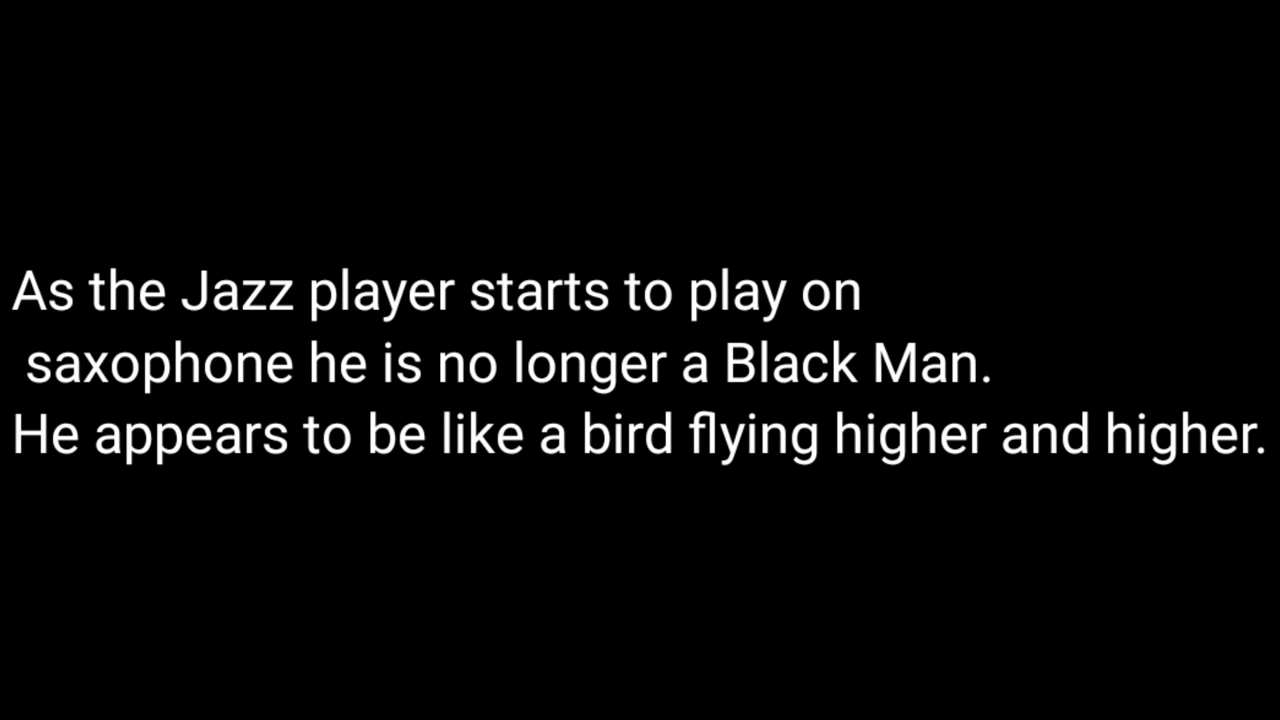 As the Jazz player starts to play on
saxophone he is no longer a Black Man.
He appears to be like a bird flying higher and higher.